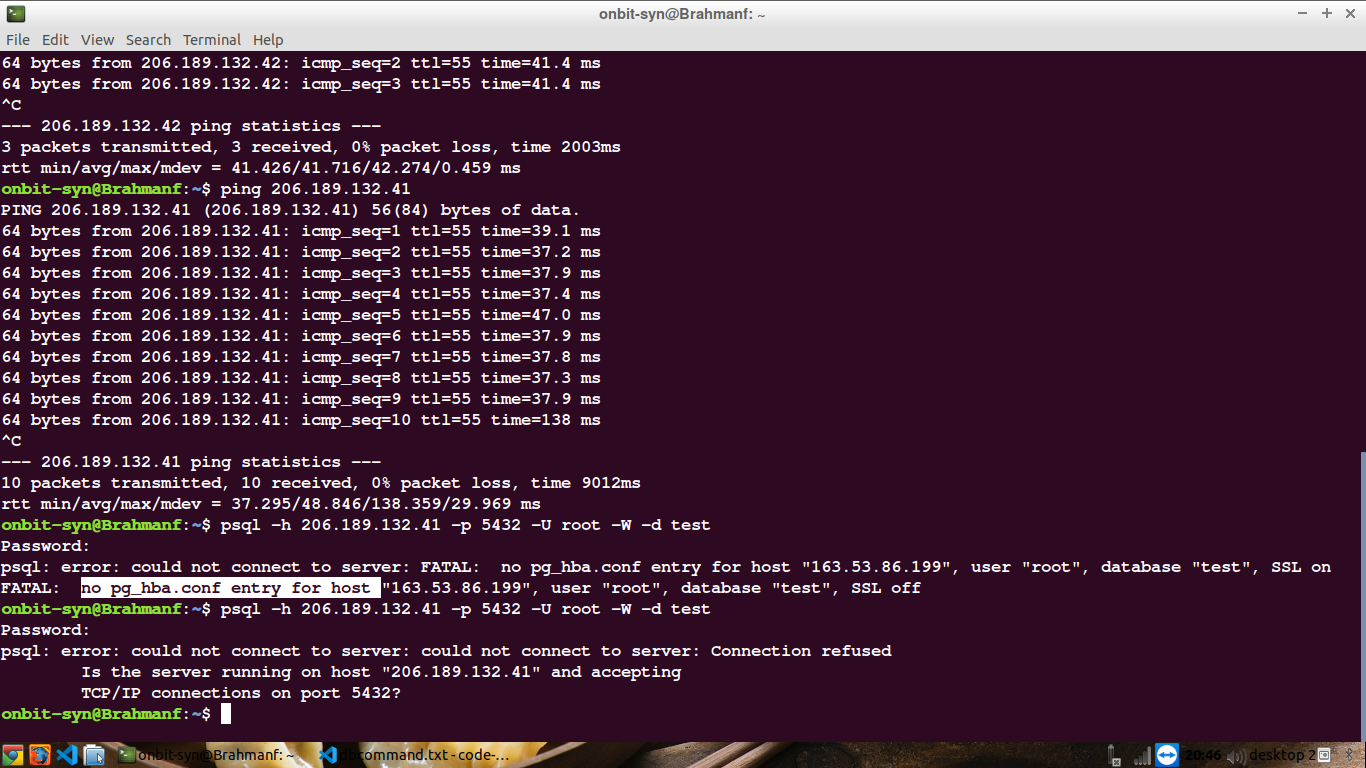 onbit-syn@Brahmanf: ~
File Edit View Search Terminal Help
64 bytes from 206.189.132.42: icmp_seq=2 ttl=55 time=41.4 ms
64 bytes from 206.189.132.42: icmp_seq=3 ttl=55 time=41.4 ms
^C
--- 206.189.132.42 ping statistics ---
3 packets transmitted, 3 received, 0% packet loss, time 2003ms
rtt min/avg/max/mdev = 41.426/41.716/42.274/0.459 ms
onbit-syn@Brahmanf:~$ ping 206.189.132.41
PING 206.189.132.41 (206.189.132.41) 56(84) bytes of data.
64 bytes from 206.189.132.41: icmp_seq=1 ttl=55 time=39.1 ms
64 bytes from 206.189.132.41: icmp_seq=2 ttl=55 time=37.2 ms
64 bytes from 206.189.132.41: icmp_seq=3 ttl=55 time=37.9 ms
64 bytes from 206.189.132.41: icmp_seq=4 ttl=55 time=37.4 ms
64 bytes from 206.189.132.41: icmp_seq=5 ttl=55 time=47.0 ms
64 bytes from 206.189.132.41: icmp_seq=6 ttl=55 time=37.9 ms
64 bytes from 206.189.132.41: icmp_seq=7 ttl=55 time=37.8 ms
64 bytes from 206.189.132.41: icmp_seq=8 ttl=55 time=37.3 ms
64 bytes from 206.189.132.41: icmp_seq=9 ttl=55 time=37.9 ms
64 bytes from 206.189.132.41: icmp_seq=10 ttl=55 time=138 ms
^C
--- 206.189.132.41 ping statistics ---
10 packets transmitted, 10 received, 0% packet loss, time 9012ms
rtt min/avg/max/mdev = 37.295/48.846/138.359/29.969 ms
onbit-syn@Brahmanf:~$ psql -h 206.189.132.41 -p 5432 -U root -W -d test
Password:
psql: error: could not connect to server: FATAL:  no pg_hba.conf entry for host "163.53.86.199", user "root", database "test", SSL on
FATAL:  no pg_hba.conf entry for host "163.53.86.199", user "root", database "test", SSL off
onbit-syn@Brahmanf:~$ psql -h 206.189.132.41 -p 5432 -U root -W -d test
Password:
psql: error: could not connect to server: could not connect to server: Connection refused
Is the server running on host "206.189.132.41" and accepting
TCP/IP connections on port 5432?
onbit-syn@Brahmanf:~$
onbit-syn@Brahmanf: ~ dbcommand.txt - code-... 20:46 desktop 2